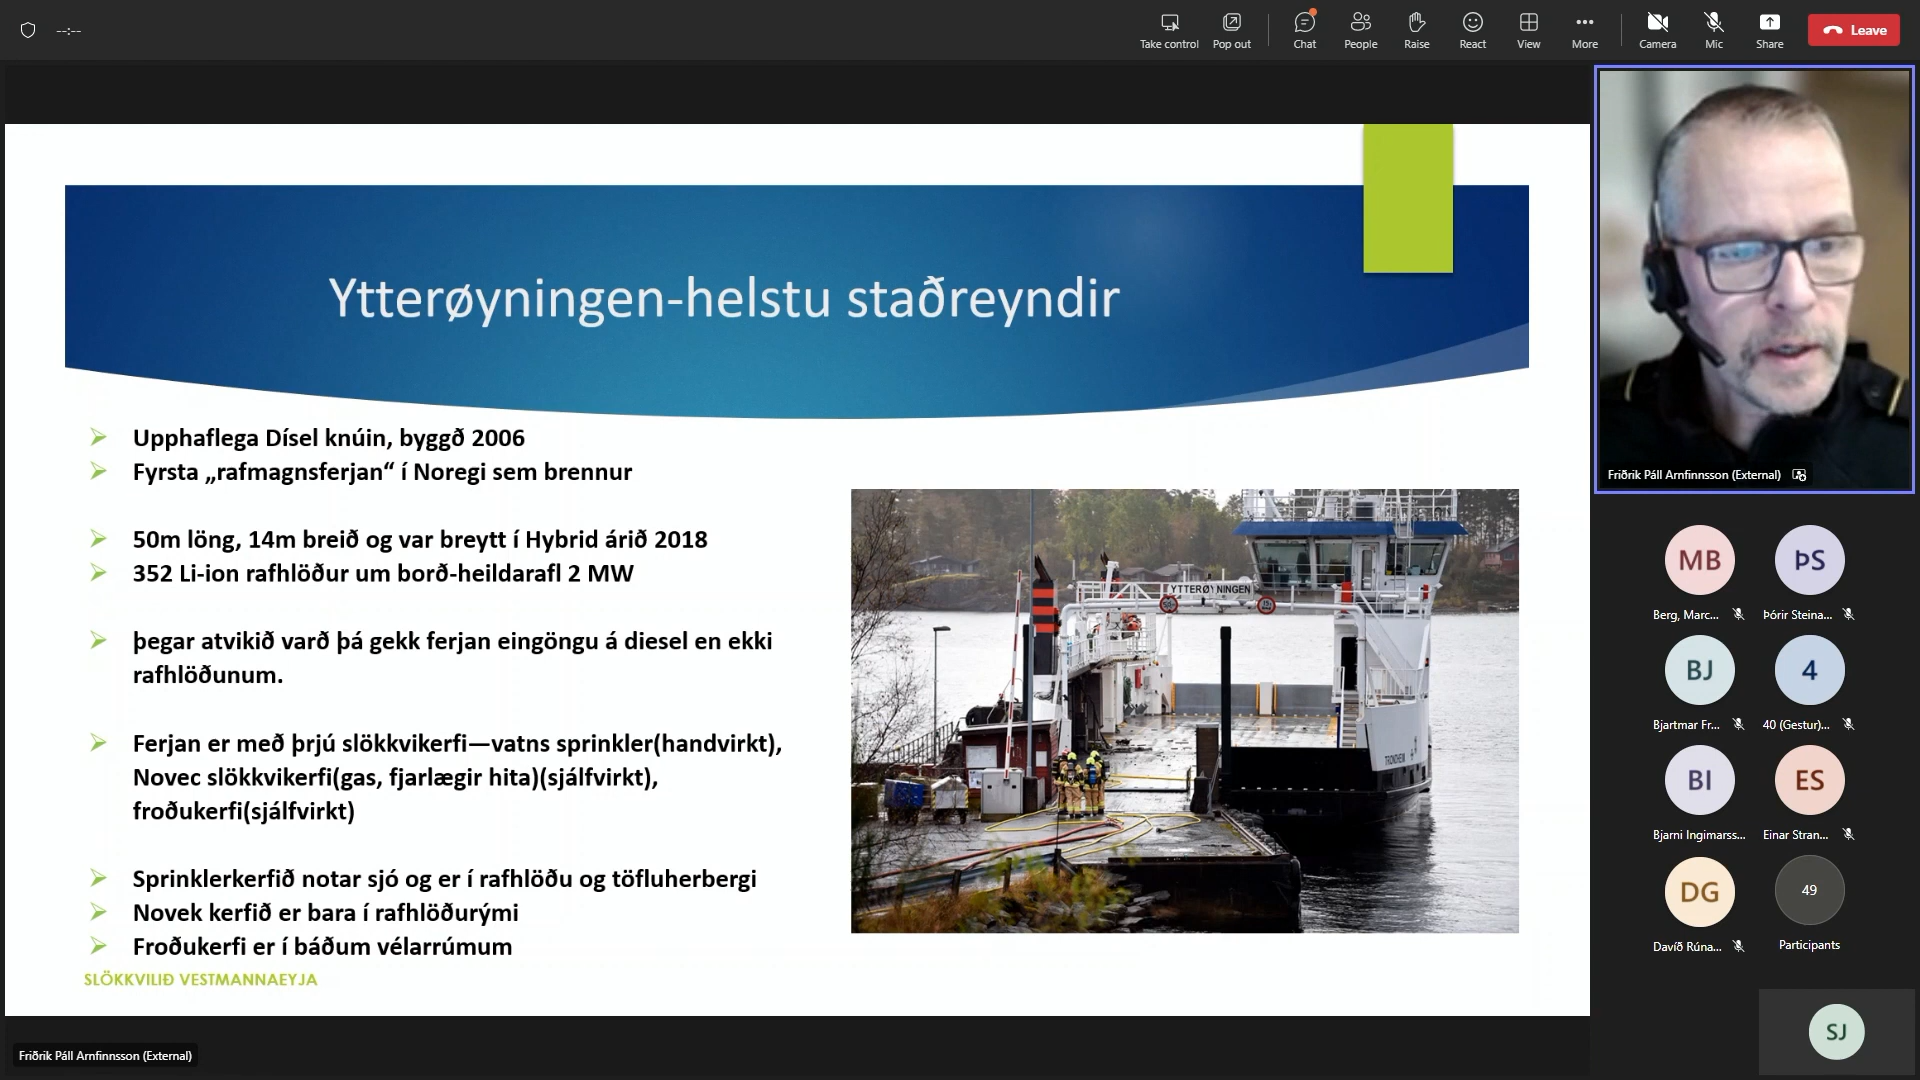 --:--
Take control
Pop out
Chat
People
Raise
React
View
More
Camera
Mic
Share
Leave
Ytterøyningen-helstu staðreyndir
Upphaflega Dísel knúin, byggð 2006
Fyrsta „rafmagnsferjan“ í Noregi sem brennur
50m löng, 14m breið og var breytt í Hybrid árið 2018
352 Li-ion rafhlöður um borð-heildarafl 2 MW
þegar atvikið varð þá gekk ferjan eingöngu á diesel en ekki
rafhlöðunum.
Ferjan er með þrjú slökkvikerfi—vatns sprinkler(handvirkt),
Novec slökkvikerfi(gas, fjarlægir hita)(sjálfvirkt),
froðukerfi(sjálfvirkt)
Sprinklerkerfið notar sjó og er í rafhlöðu og töfluherbergi
Novek kerfið er bara í rafhlöðurými
Froðukerfi er í báðum vélarrúmum
SLÖKKVILIÐ VESTMANNAEYJA
YTTERØYNINGEN
TRONDHEIM
Friðrik Páll Arnfinnsson (External)
Friðrik Páll Arnfinnsson (External)
MB
Berg, Marc...
ÞS
Þórir Steina...
BJ
Bjartmar Fr...
4
40 (Gestur)...
BI
Bjarni Ingimarss...
ES
Einar Stran...
DG
Davíð Rúna...
49
Participants
SJ